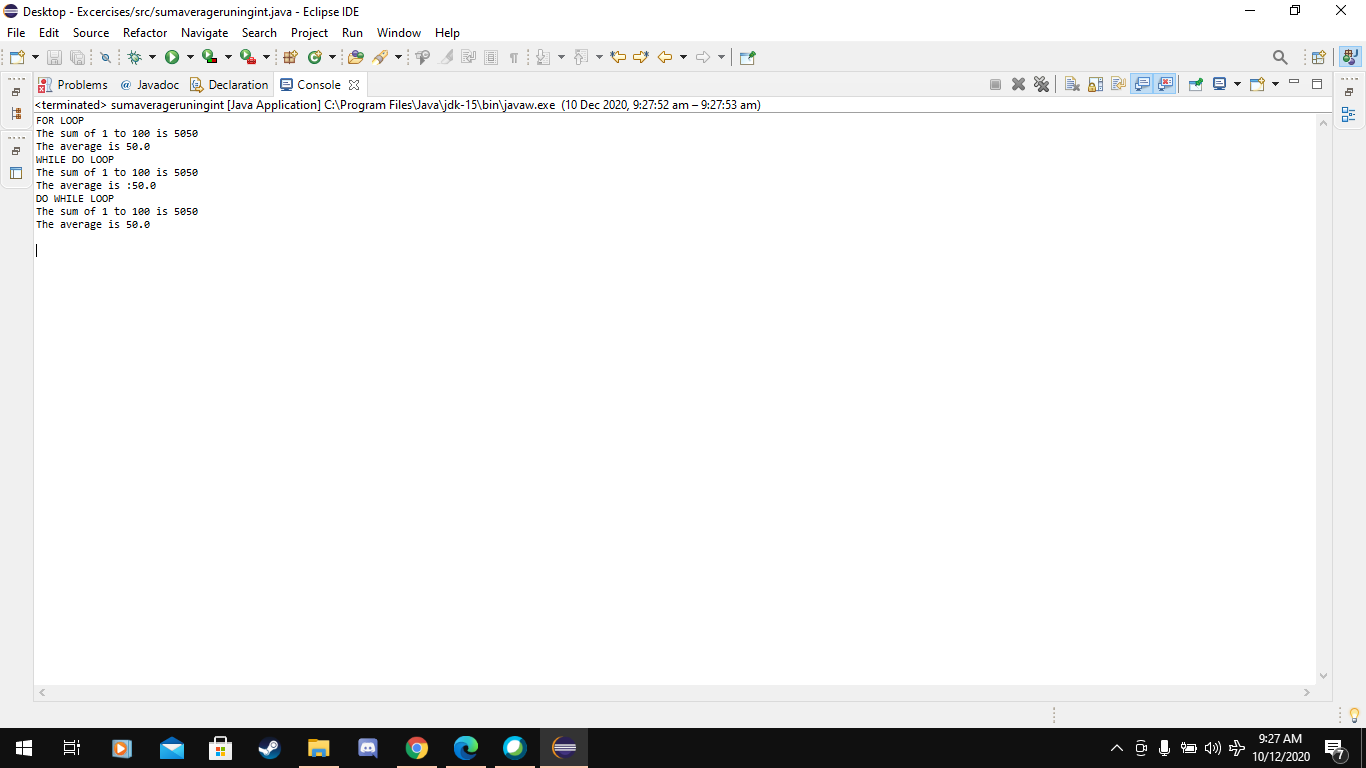 Desktop - Excercises/src/sumaverageruningint.java - Eclipse IDE
File Edit Source Refactor Navigate Search Project Run Window Help
Problems @ Javadoc Declaration Console
<terminated> sumaverageruningint [Java Application] C:\Program Files\Java\jdk-15\bin\javaw.exe (10 Dec 2020, 9:27:52 am – 9:27:53 am)
FOR LOOP
The sum of 1 to 100 is 5050
The average is 50.0
WHILE DO LOOP
The sum of 1 to 100 is 5050
The average is :50.0
DO WHILE LOOP
The sum of 1 to 100 is 5050
The average is 50.0
9:27 AM
10/12/2020
7